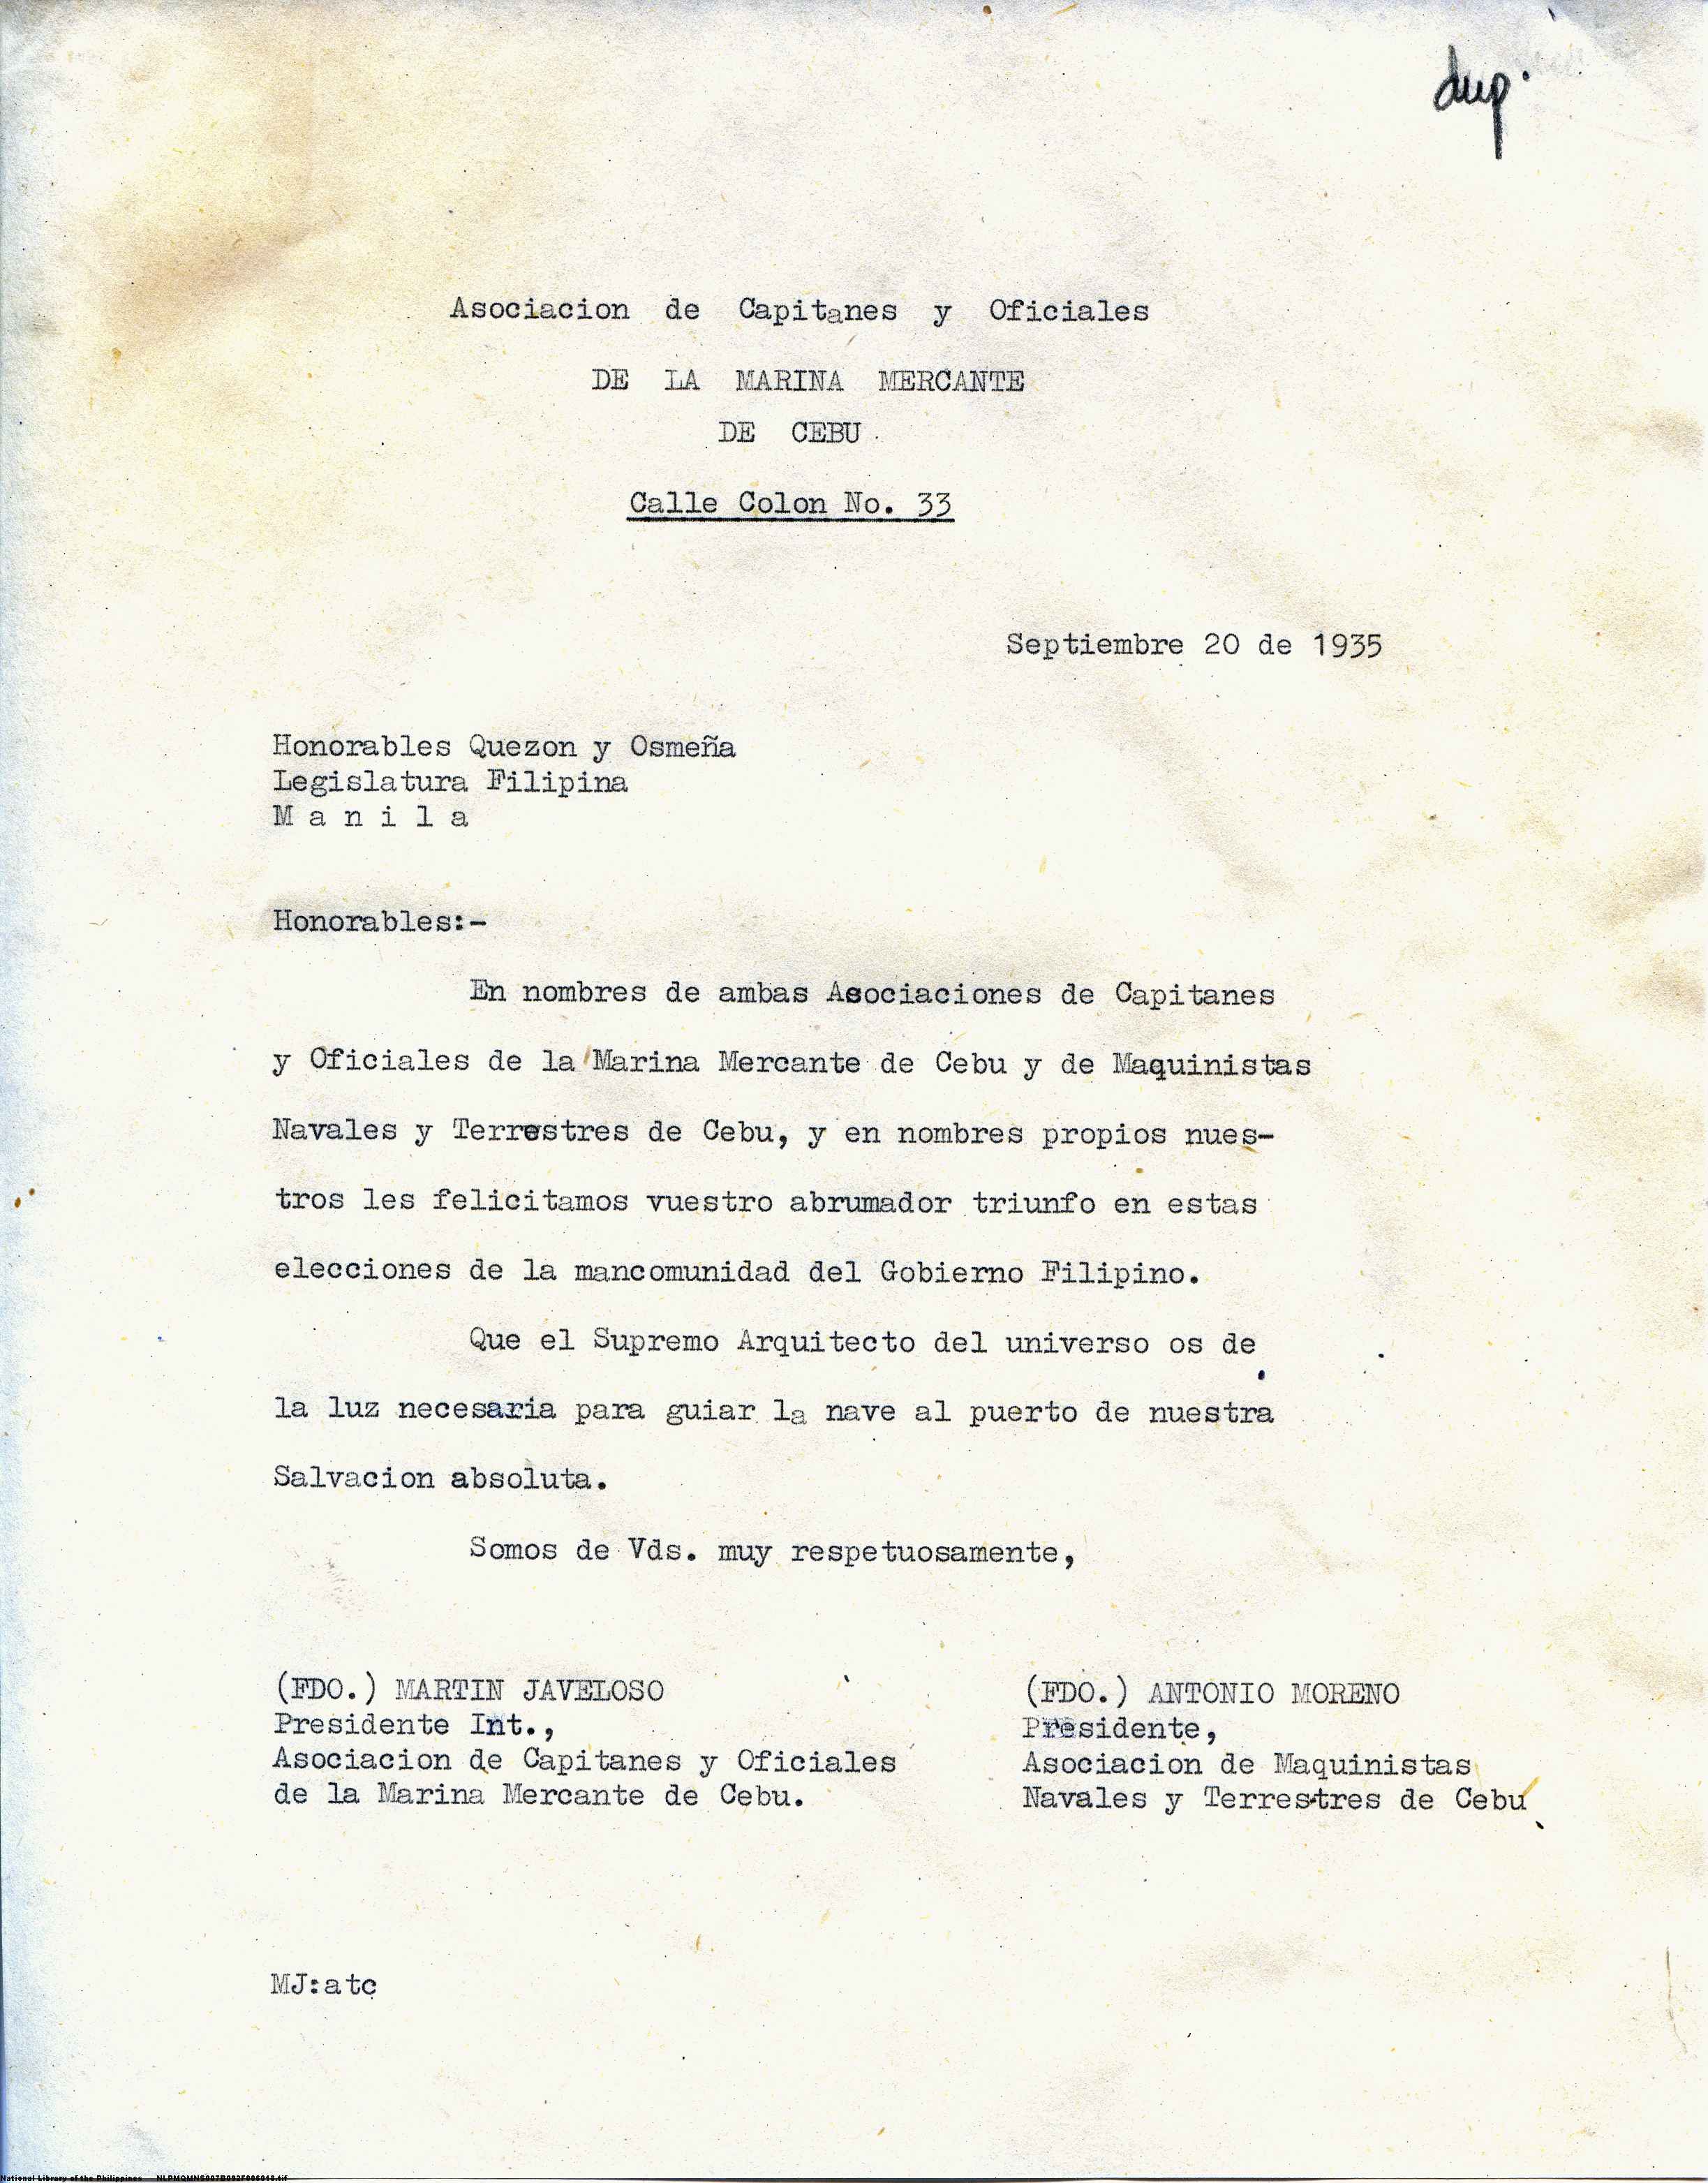 dup.
Asociacion de Capitanes y Oficiales
DE LA MARINA MERCANTE
DE CEBU
Calle Colon No. 33
Septiembre 20 de 1935
Honorables Quezon y Osmeña
Legislatura Filipina
M a n i l a
Honorables:-
En nombres de ambas Asociaciones de Capitanes
y Oficiales de la Marina Mercante de Cebu y de Maquinistas
Navales y Terrestres de Cebu, y en nombres propios nues-
tros les felicitamos vuestro abrumador triunfo en estas
elecciones de la mancomunidad del Gobierno Filipino.
Que el Supremo Arquitecto del universo os de
la luz necesaria para guiar la nave al puerto de nuestra
Salvacion absoluta.
Somos de Vds. muy respetuosamente,
(FDO.) MARTIN JAVELOSO
Presidente Int.,
Asociacion de Capitanes y Oficiales
de la Marina Mercante de Cebu.
(FDO.) ANTONIO MORENO
Presidente,
Asociacion de Maquinistas
Navales y Terrestres de Cebu
MJ:atc
National Library of the Philippines